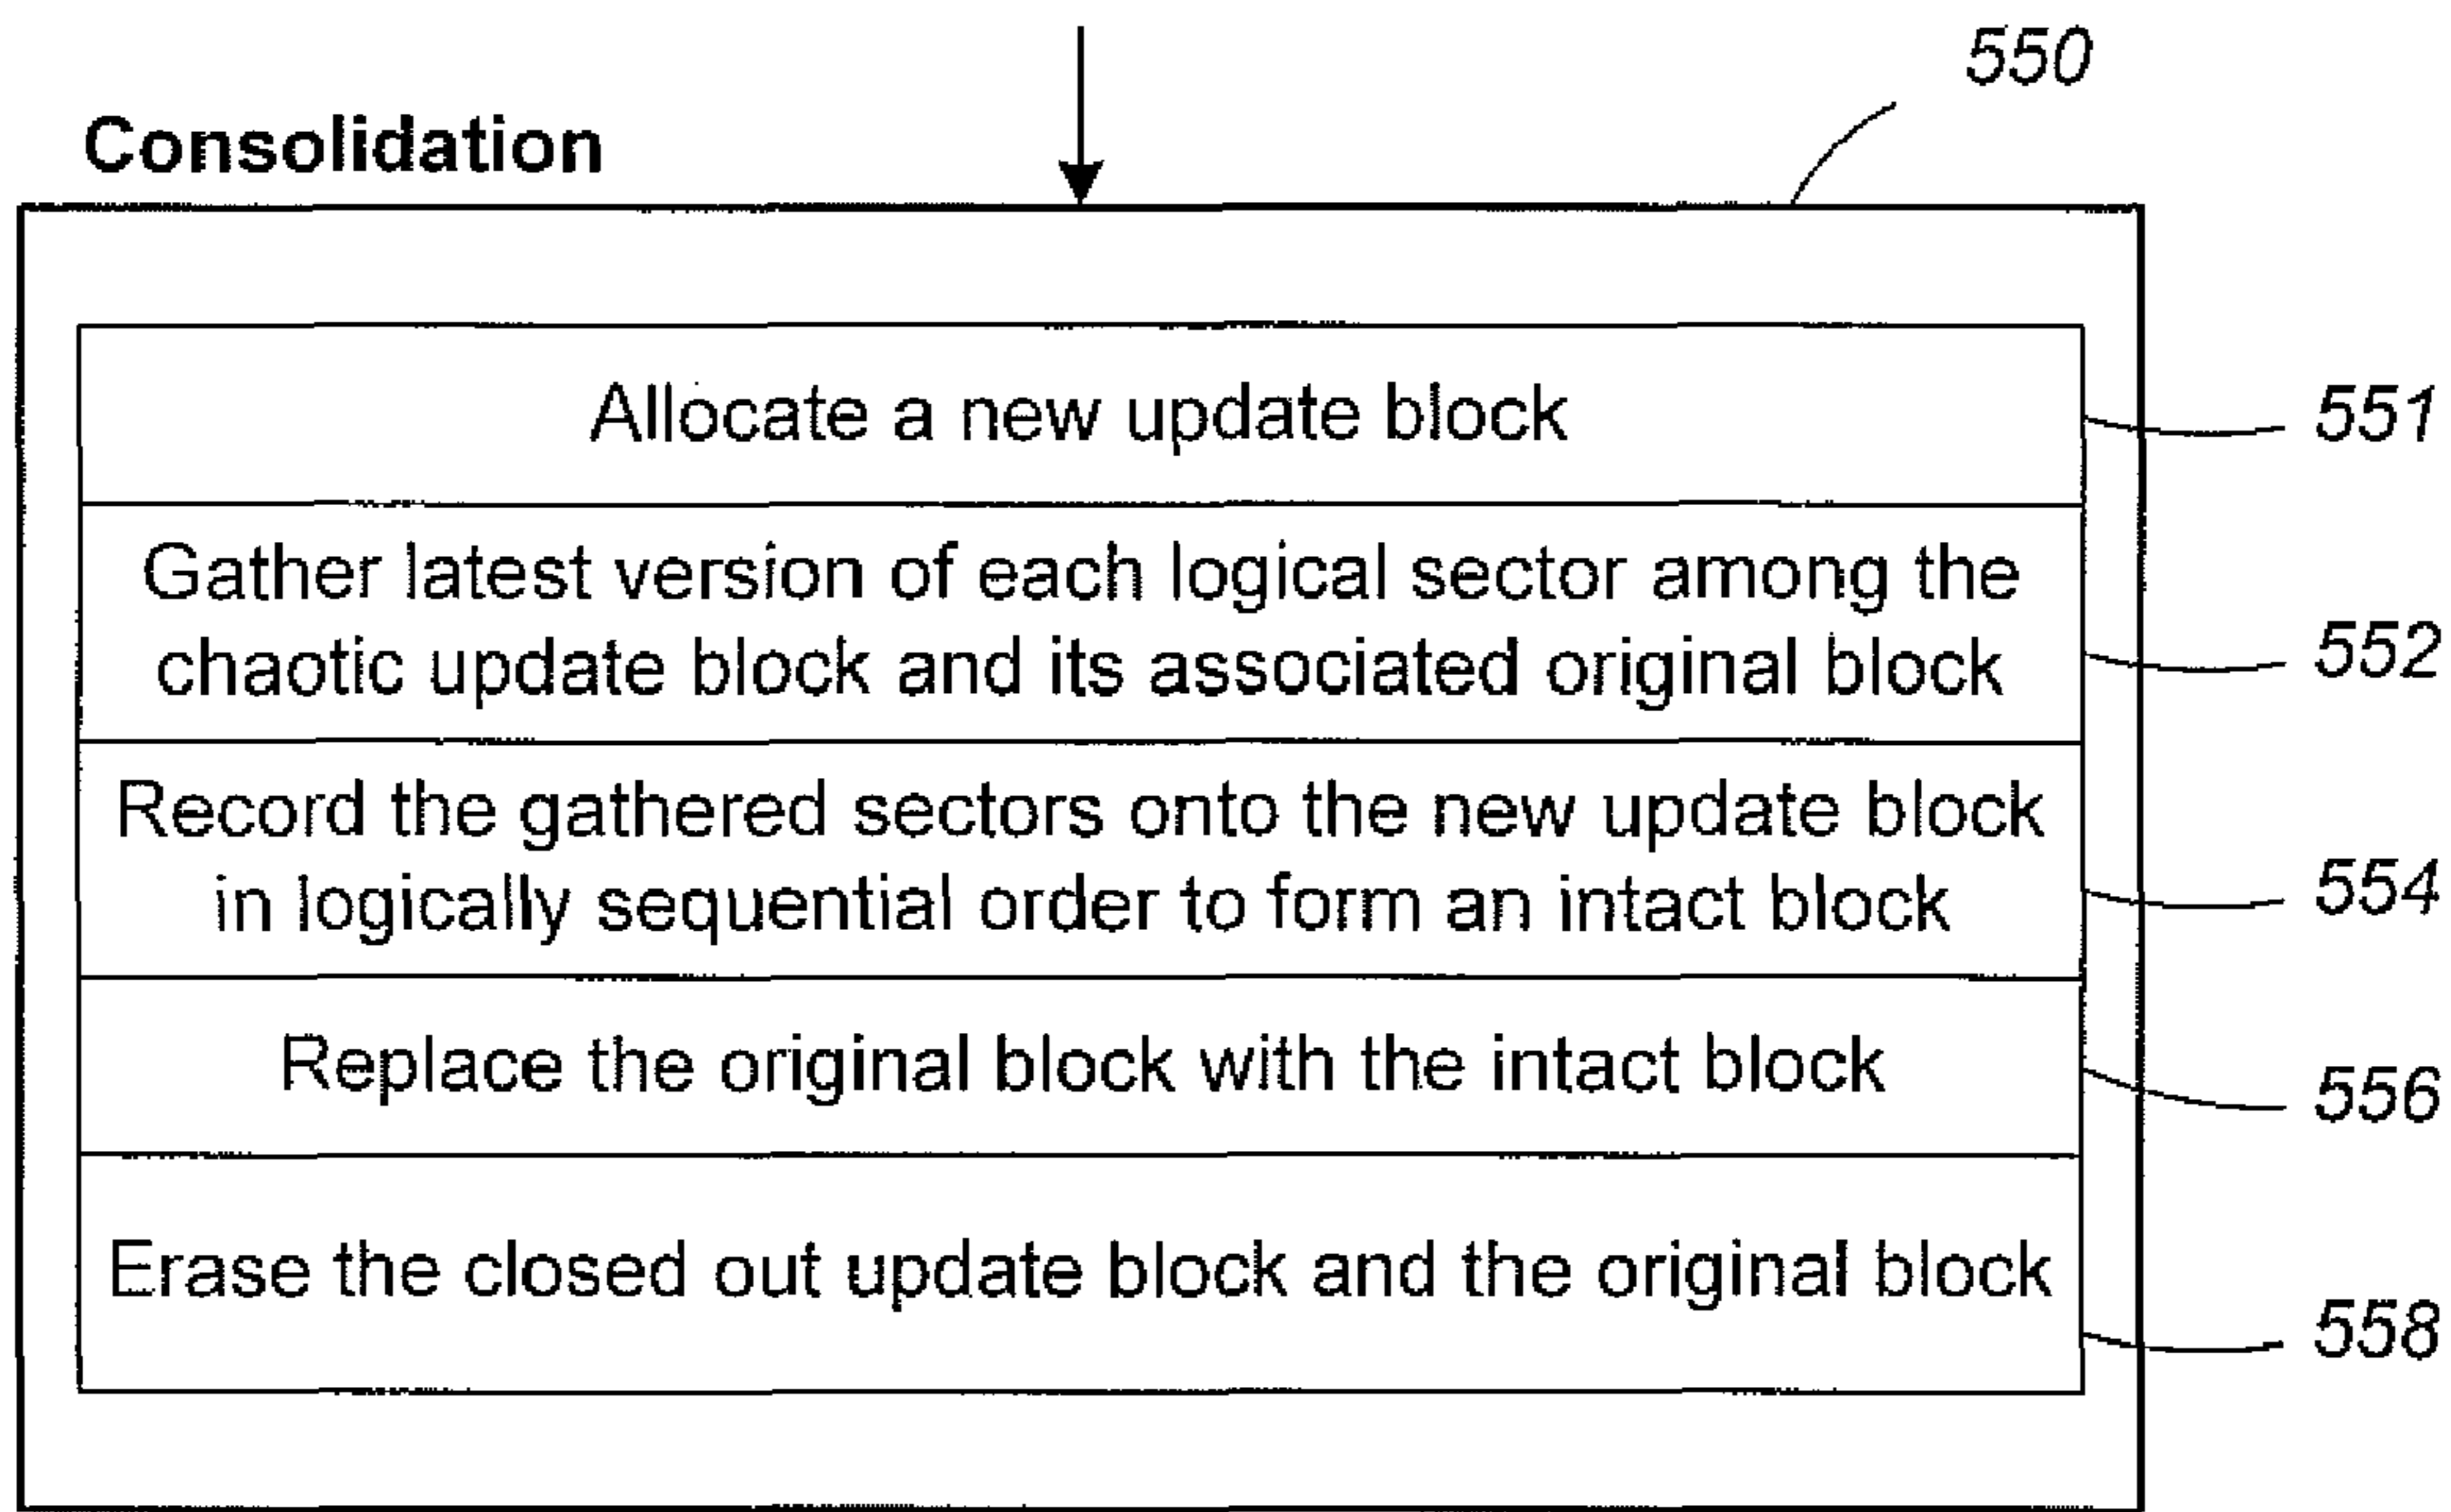 550
Consolidation
Allocate a new update block
551
Gather latest version of each logical sector among the
chaotic update block and its associated original block
552
Record the gathered sectors onto the new update block
in logically sequential order to form an intact block
554
Replace the original block with the intact block
556
Erase the closed out update block and the original block
558